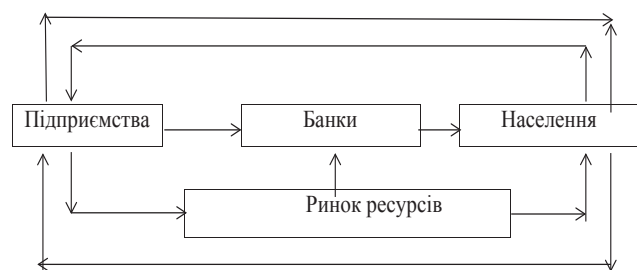 Підприємства
Банки
Населення
Ринок ресурсів